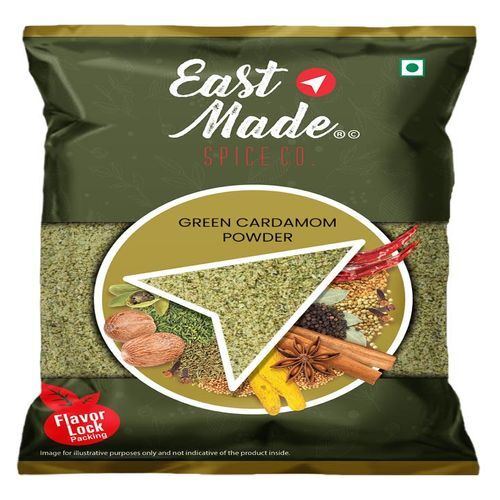 East
Made®©
SPICE CO.
GREEN CARDAMOM
POWDER
Flavor
Lock
Packing
Image for illustrative purposes only and not indicative of the product inside.